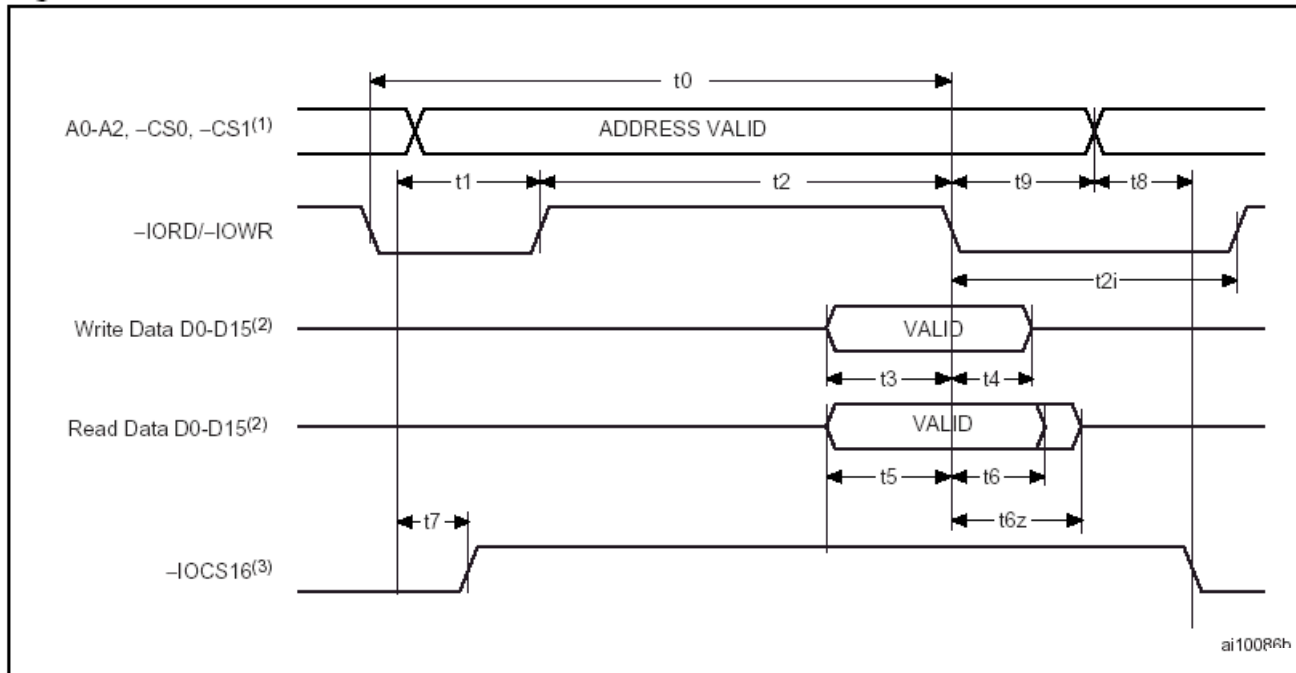 t0
A0-A2, –CS0, –CS1(1)
ADDRESS VALID
t1
t2
t9
t8
–IORD/–IOWR
t2i
Write Data D0-D15(2)
VALID
t3
t4
Read Data D0-D15(2)
VALID
t5
t6
t7
t6z
–IOCS16(3)
ai10086b